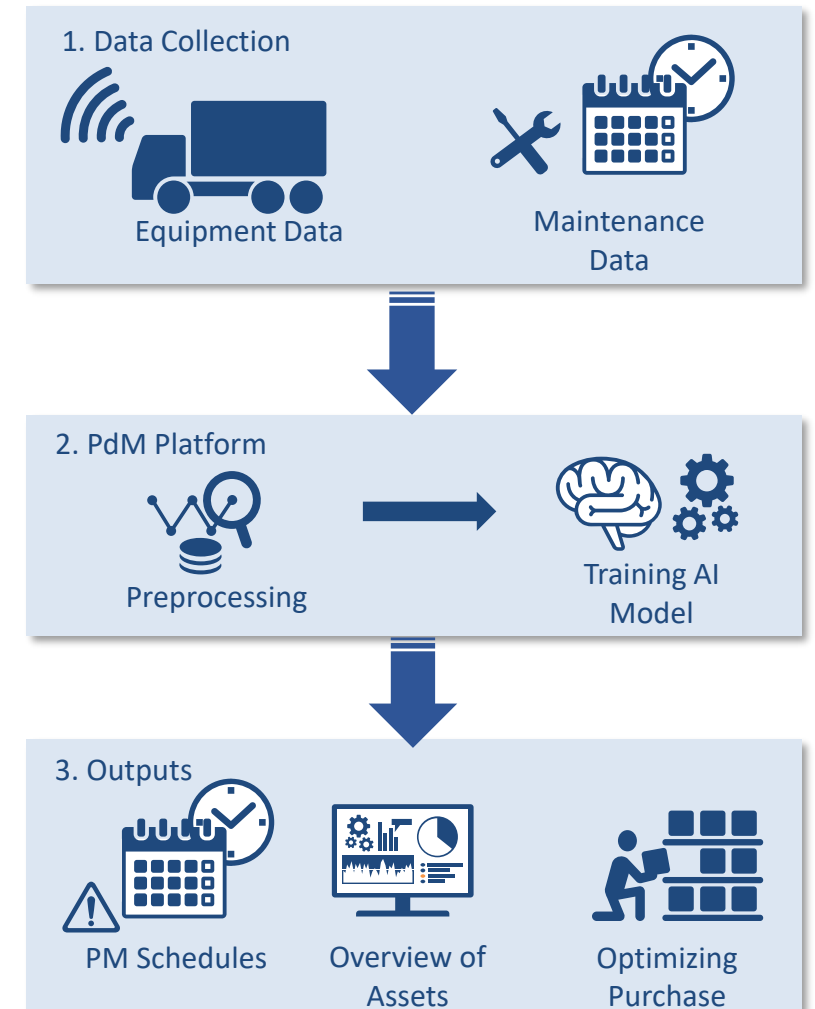 1. Data Collection
Equipment Data
Maintenance
Data
2. PdM Platform
Preprocessing
Training AI
Model
3. Outputs
PM Schedules
Overview of
Assets
Optimizing
Purchase